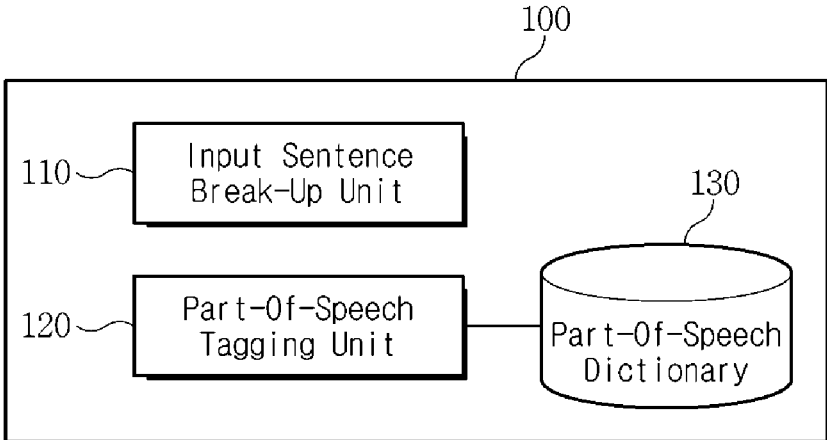 100
110
Input Sentence
Break-Up Unit
130
120
Part-Of-Speech
Tagging Unit
Part-Of-Speech
Dictionary